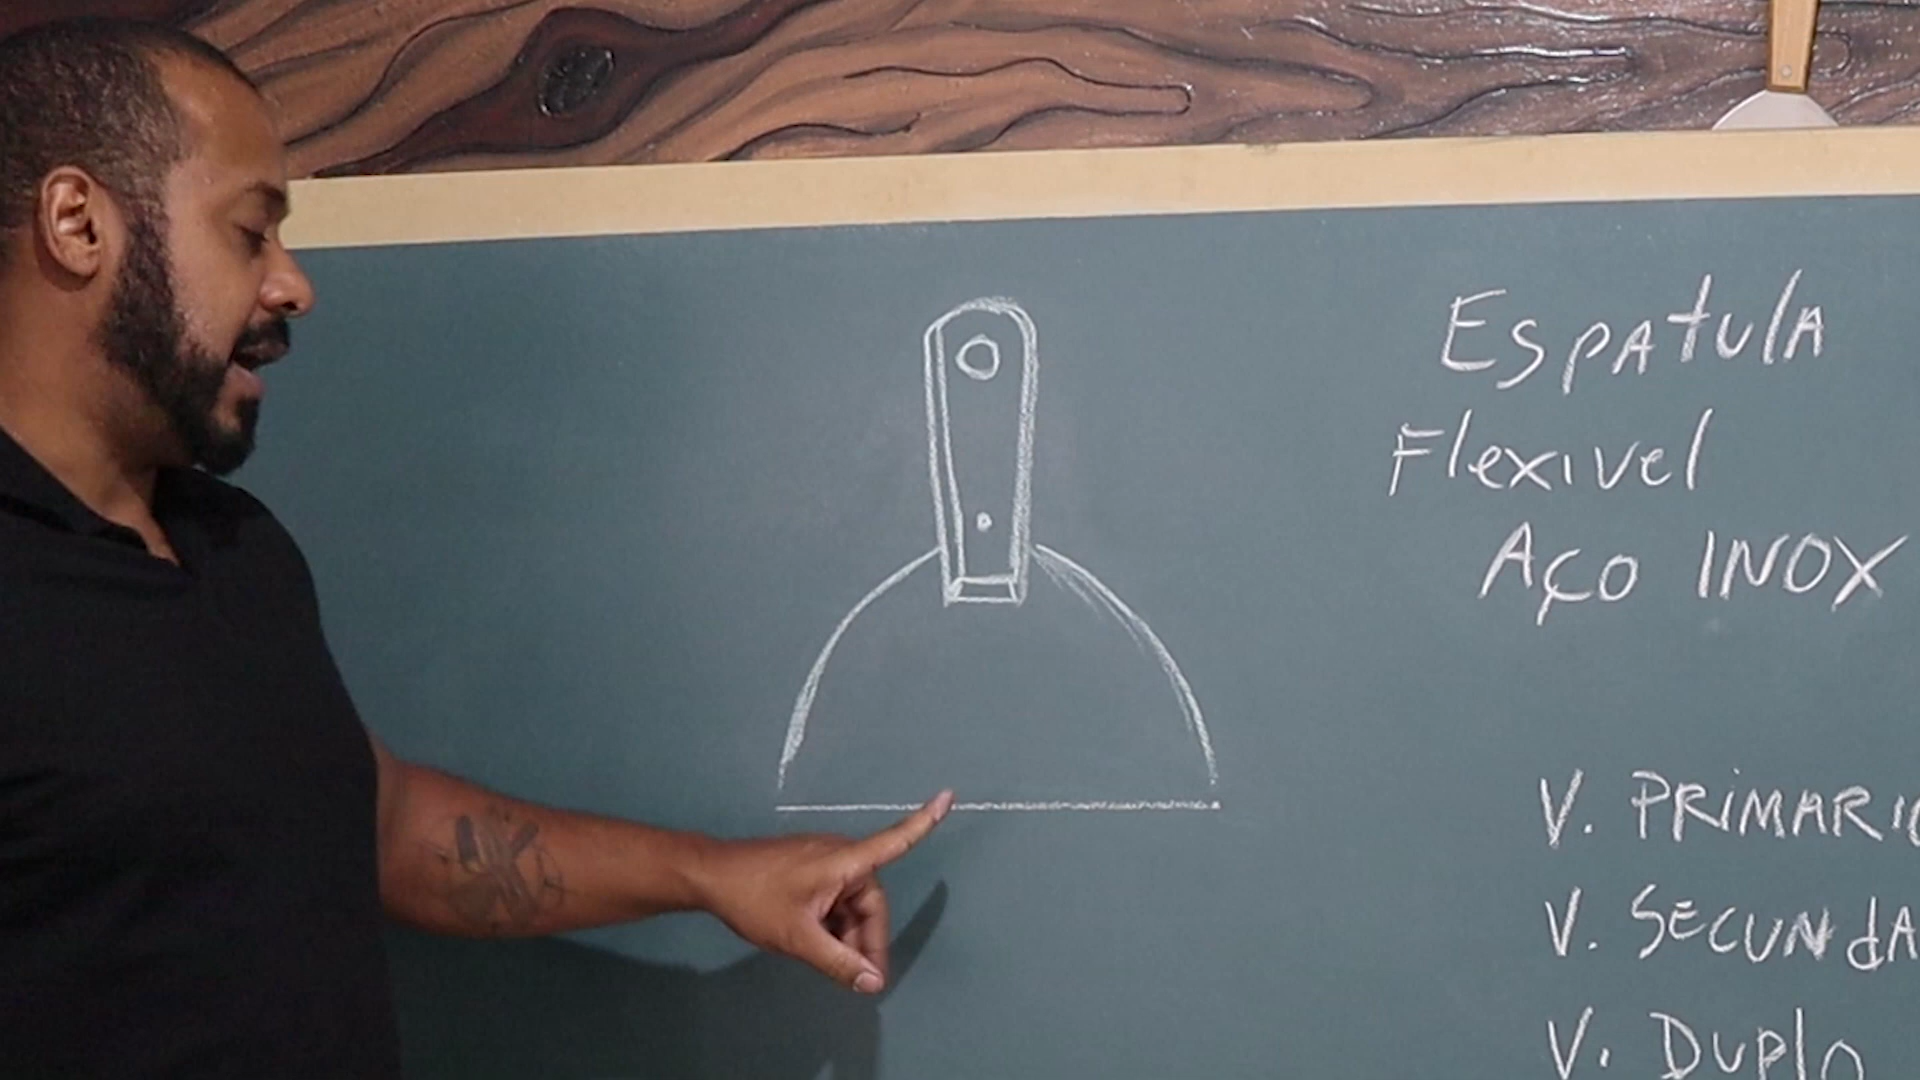 Espatula
Flexivel
Aço INOX
V. PRiMARIO
V. SECUNdA
V. Duplo